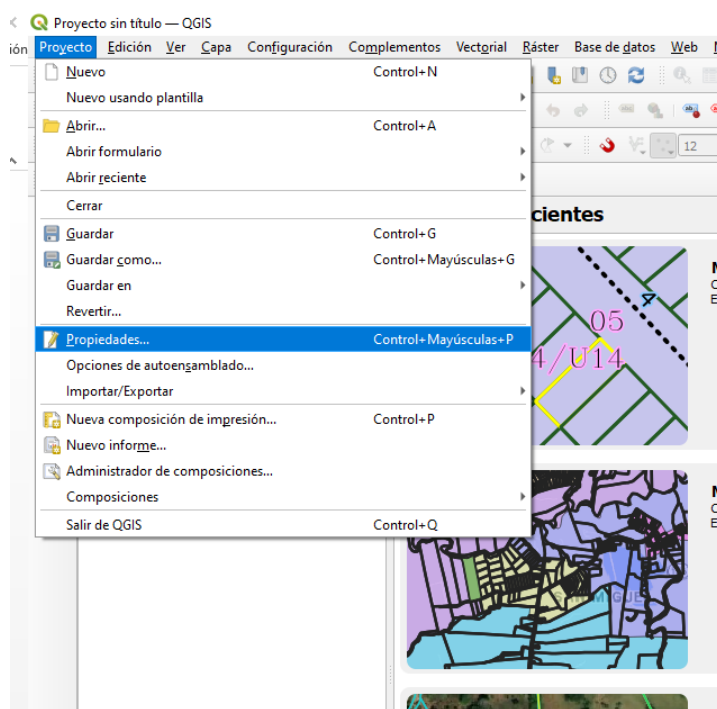 Proyecto sin título — QGIS
ión Proyecto Edición Ver Capa Configuración Complementos Vectorial Ráster Base de datos Web
Nuevo Control+N
Nuevo usando plantilla
Abrir... Control+A
Abrir formulario
12
Abrir reciente
Cerrar
cientes
Guardar Control+G
Guardar como... Control+Mayúsculas+G
Guardar en
Revertir...
05
Propiedades... Control+Mayúsculas+P
4/U14
Opciones de autoensamblado...
Importar/Exportar
Nueva composición de impresión... Control+P
Nuevo informe...
Administrador de composiciones...
Composiciones
Salir de QGIS Control+Q